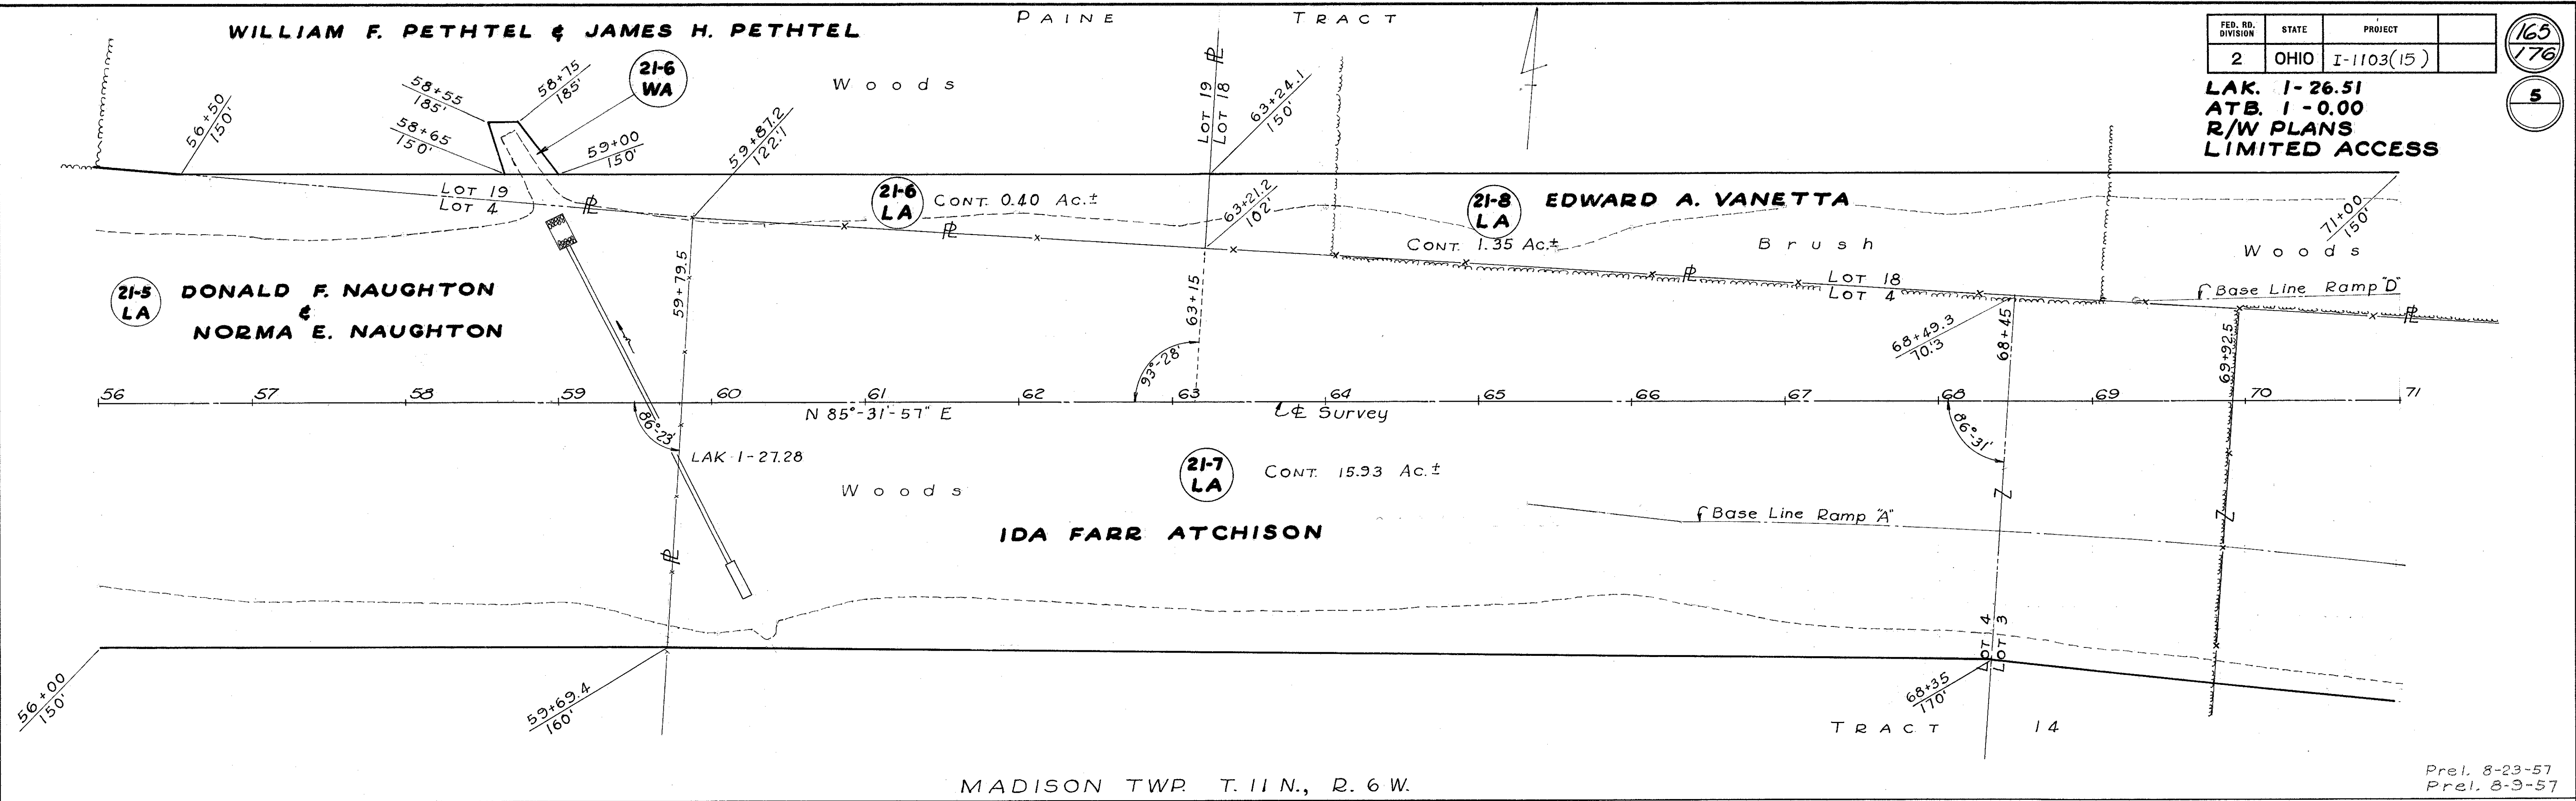 PAINE TRACT
WILLIAM F. PETHTEL & JAMES H. PETHTEL
FED. RD. DIVISION STATE PROJECT
2 OHIO I-1103(15)
165
176
5
LAK. 1-26.51
ATB. 1-0.00
R/W PLANS
LIMITED ACCESS
21-6
WA
Woods
56+50
150'
58+55
185'
58+75
185'
58+65
150'
59+00
150'
59+87.2
122.1'
LOT 19
LOT 18
63+24.1
150'
LOT 19
LOT 4
21-6
LA
CONT. 0.40 Ac.±
63+21.2
102'
21-8
LA
EDWARD A. VANETTA
CONT. 1.35 Ac.±
Brush
71+00
150'
Woods
LOT 18
LOT 4
Base Line Ramp "D"
21-5
LA
DONALD F. NAUGHTON
&
NORMA E. NAUGHTON
59+79.5
63+15
93°-28'
68+49.3
70.3'
68+45
69+92.5
56 57 58 59 60 61 62 63 64 65 66 67 68 69 70 71
N 85°-31'-57" E
℄ Survey
86°-23'
86°-31'
LAK-1-27.28
21-7
LA
CONT. 15.93 Ac.±
Woods
Base Line Ramp "A"
IDA FARR ATCHISON
LOT 4
LOT 3
56+00
150'
59+69.4
160'
68+35
170'
TRACT 14
MADISON TWP. T. 11 N., R. 6 W.
Prel. 8-23-57
Prel. 8-9-57